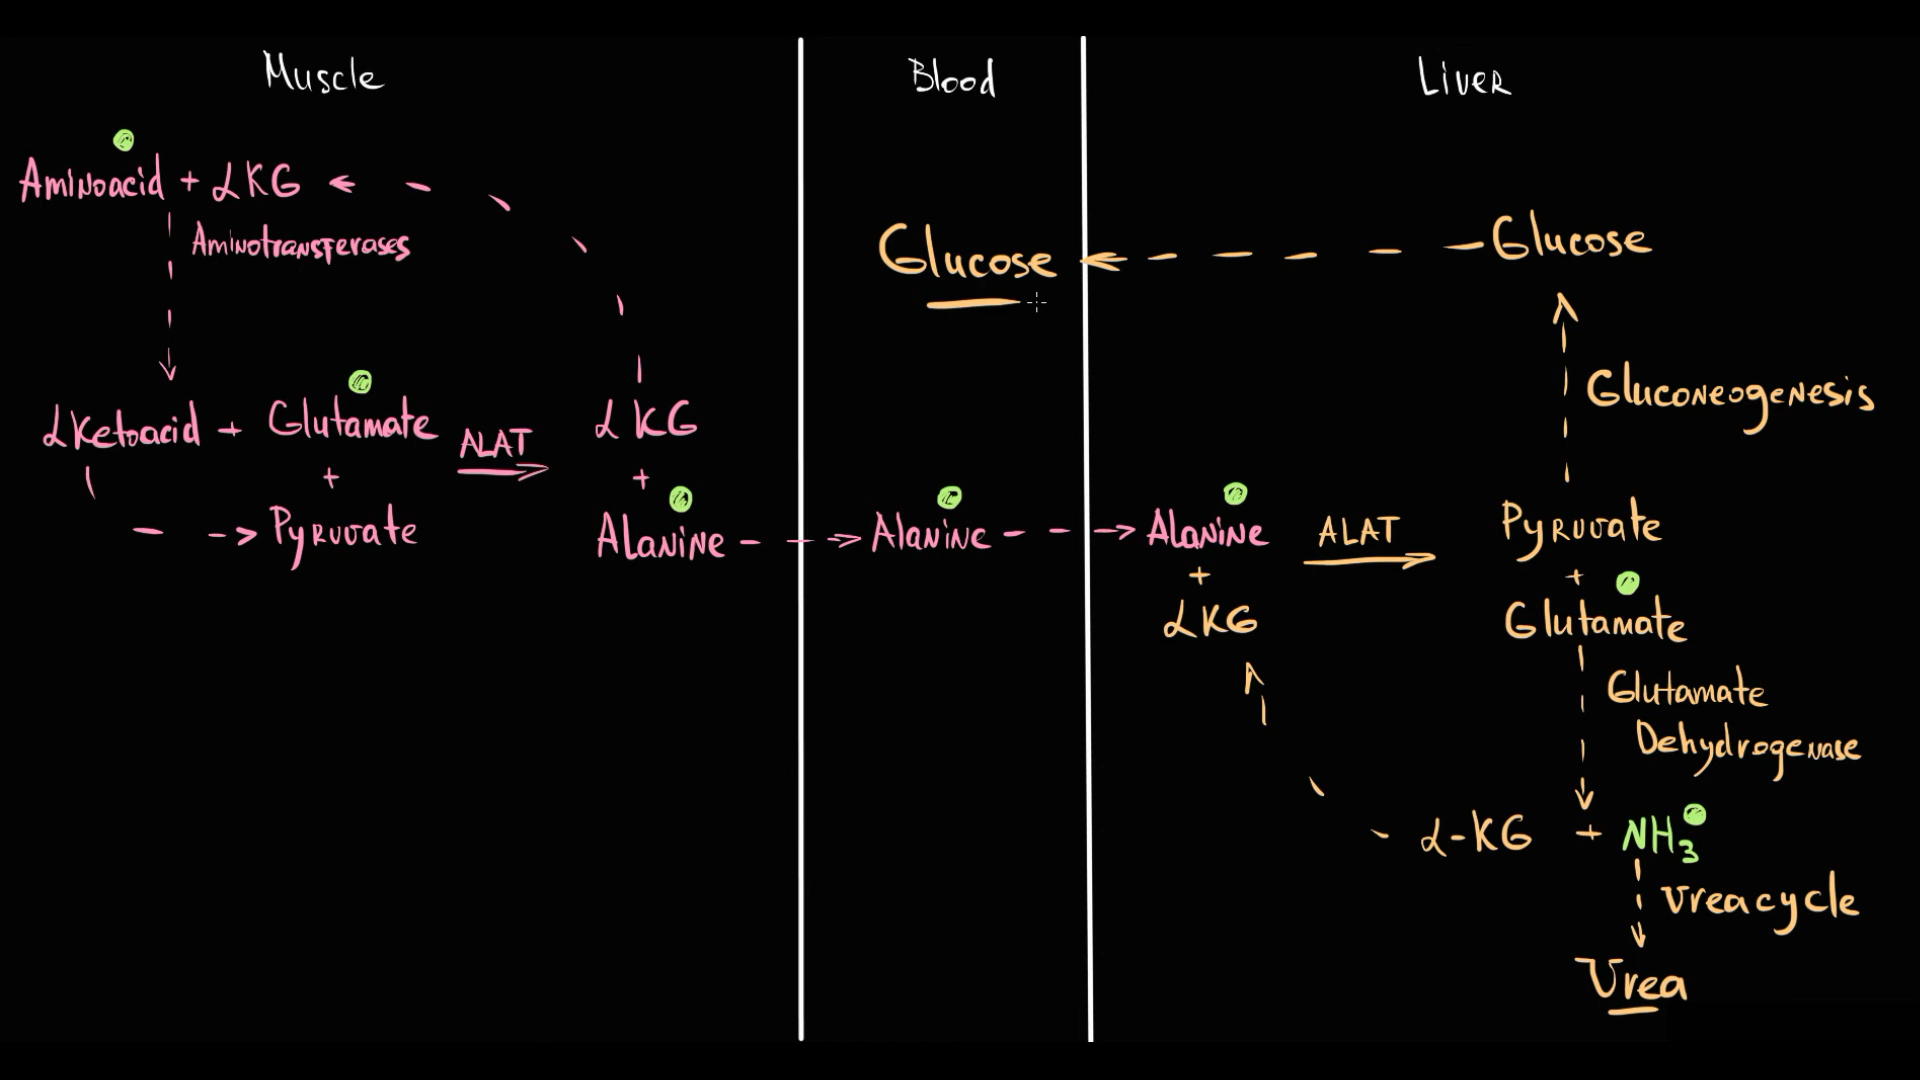 Muscle
Blood
Liver
Aminoacid + αKG
Aminotransferases
αKetoacid + Glutamate
+
Pyruvate
ALAT
αKG
+
Alanine
Glucose
Alanine
Glucose
Gluconeogenesis
Alanine
+
αKG
ALAT
Pyruvate
+
Glutamate
Glutamate
Dehydrogenase
α-KG + NH3
Ureacycle
Urea